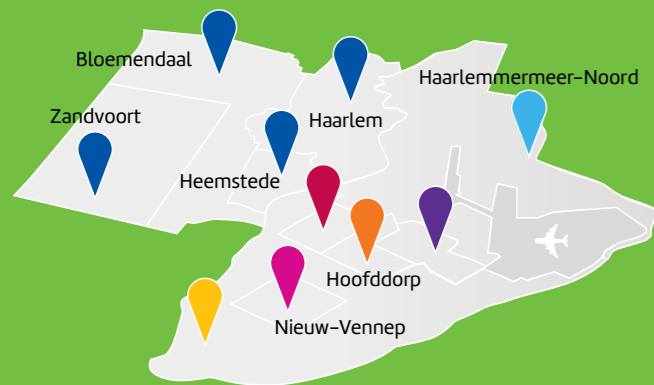 Bloemendaal
Haarlemmermeer-Noord
Zandvoort
Haarlem
Heemstede
Hoofddorp
Nieuw-Vennep